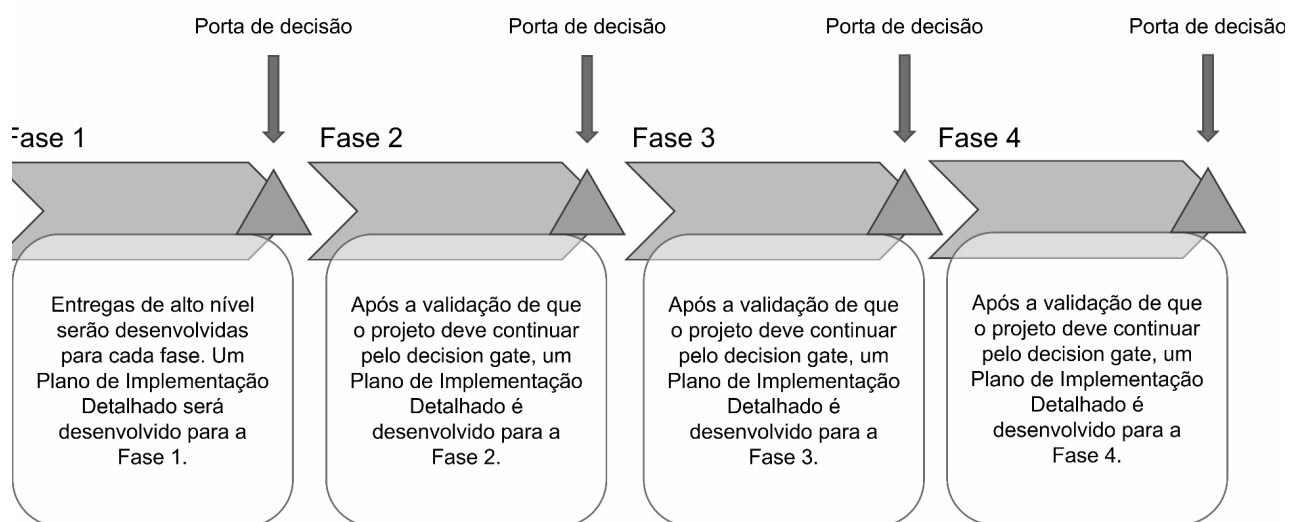 Porta de decisão
Porta de decisão
Porta de decisão
Porta de decisão
Fase 1
Fase 2
Fase 3
Fase 4
Entregas de alto nível
serão desenvolvidas
para cada fase. Um
Plano de Implementação
Detalhado será
desenvolvido para a
Fase 1.
Após a validação de que
o projeto deve continuar
pelo decision gate, um
Plano de Implementação
Detalhado é
desenvolvido para a
Fase 2.
Após a validação de que
o projeto deve continuar
pelo decision gate, um
Plano de Implementação
Detalhado é
desenvolvido para a
Fase 3.
Após a validação de que
o projeto deve continuar
pelo decision gate, um
Plano de Implementação
Detalhado é
desenvolvido para a
Fase 4.